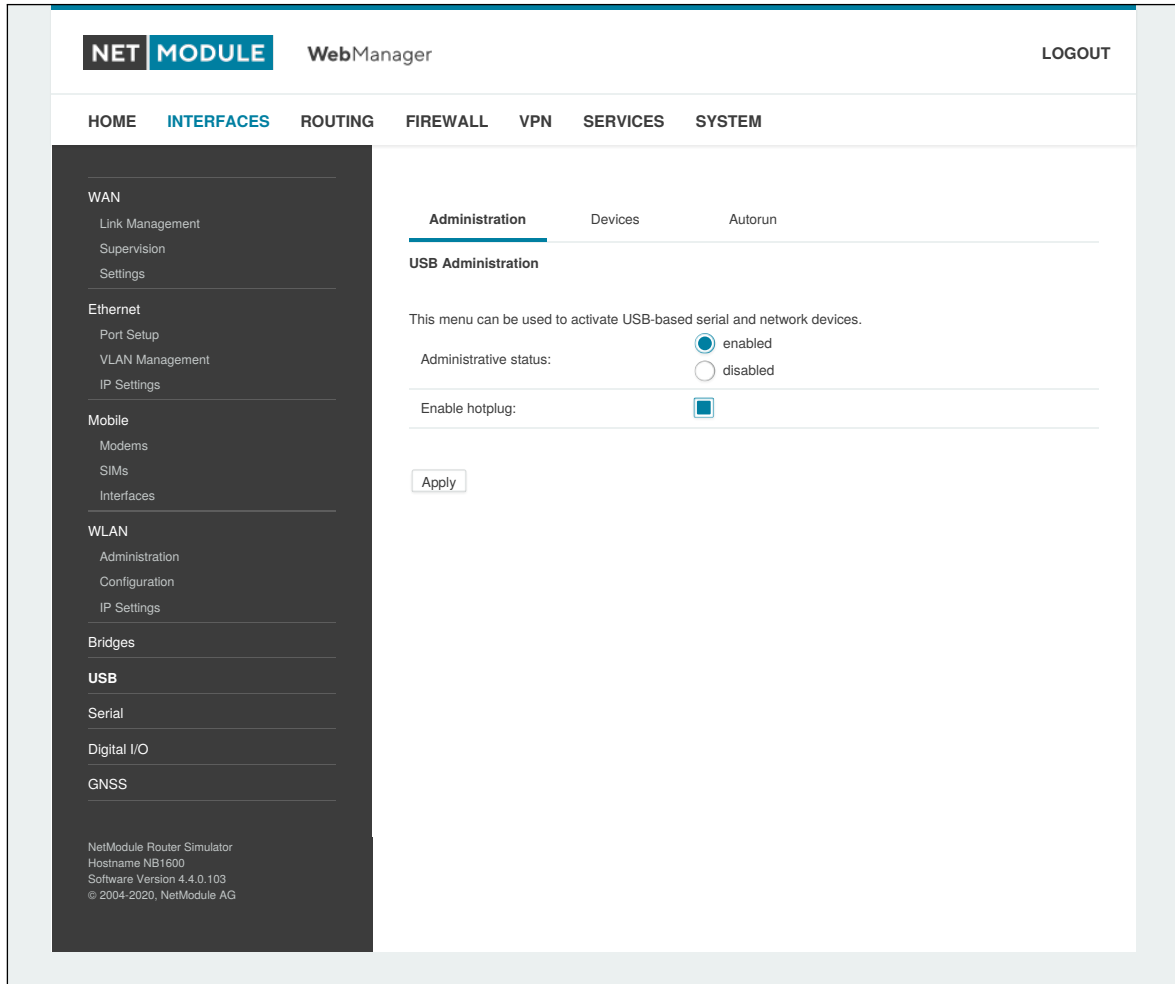 NET MODULE WebManager LOGOUT
HOME INTERFACES ROUTING FIREWALL VPN SERVICES SYSTEM
WAN
Link Management
Supervision
Settings
Ethernet
Port Setup
VLAN Management
IP Settings
Mobile
Modems
SIMs
Interfaces
WLAN
Administration
Configuration
IP Settings
Bridges
USB
Serial
Digital I/O
GNSS
NetModule Router Simulator
Hostname NB1600
Software Version 4.4.0.103
© 2004-2020, NetModule AG
Administration Devices Autorun
USB Administration
This menu can be used to activate USB-based serial and network devices.
Administrative status:
enabled
disabled
Enable hotplug:
Apply